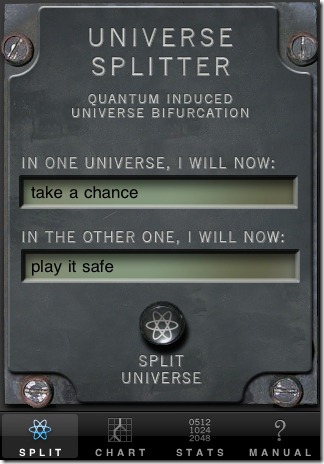 UNIVERSE
SPLITTER
QUANTUM INDUCED
UNIVERSE BIFURCATION
IN ONE UNIVERSE, I WILL NOW:
take a chance
IN THE OTHER ONE, I WILL NOW:
play it safe
SPLIT
UNIVERSE
0512
1024
2048
?
SPLIT CHART STATS MANUAL